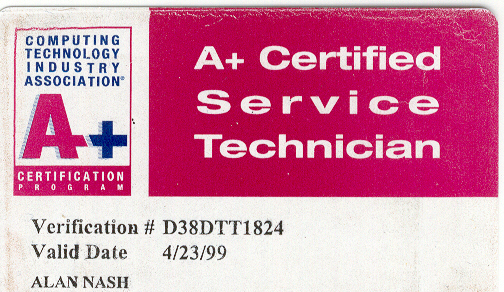 COMPUTING
TECHNOLOGY
INDUSTRY
ASSOCIATION®
A+
CERTIFICATION
PROGRAM
A+ Certified
Service
Technician
Verification # D38DTT1824
Valid Date 4/23/99
ALAN NASH